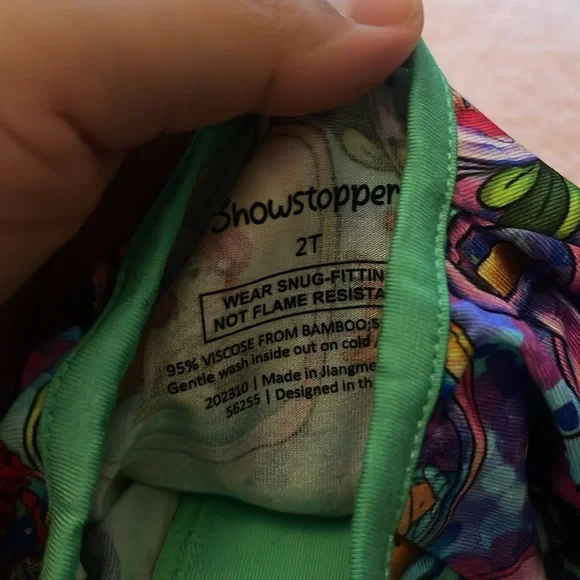 Showstopper
2T
WEAR SNUG-FITTIN
NOT FLAME RESISTA
95% VISCOSE FROM BAMBOO;5
Gentle wash inside out on cold
202310 | Made in Jiangme
56255 | Designed in th